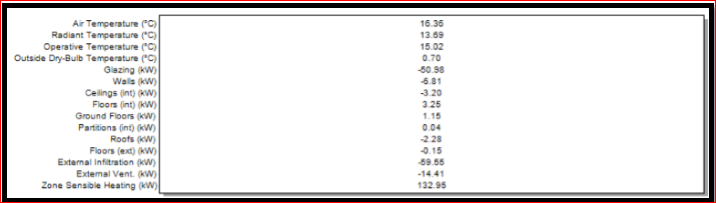 Air Temperature (°C) 16.36
Radiant Temperature (°C) 13.69
Operative Temperature (°C) 15.02
Outside Dry-Bulb Temperature (°C) 0.70
Glazing (kW) -50.98
Walls (kW) -5.81
Ceilings (int) (kW) -3.20
Floors (int) (kW) 3.25
Ground Floors (kW) 1.15
Partitions (int) (kW) 0.04
Roofs (kW) -2.28
Floors (ext) (kW) -0.15
External Infiltration (kW) -59.55
External Vent. (kW) -14.41
Zone Sensible Heating (kW) 132.95